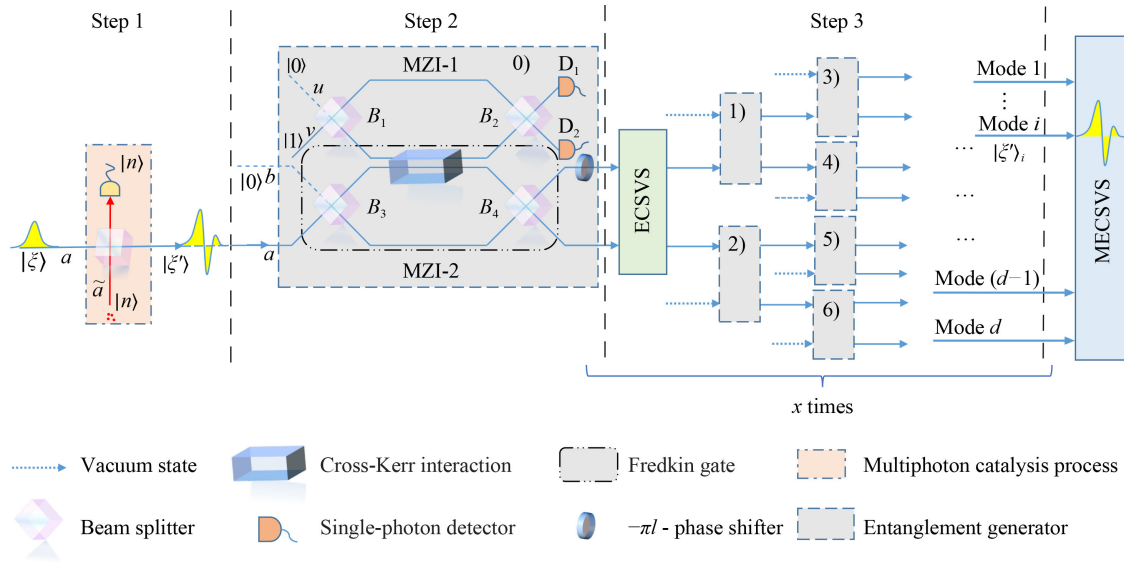 Step 1
Step 2
Step 3
|0⟩
u
MZI-1
0)
D₁
B₁
B₂
v
|1⟩
D₂
|n⟩
|0⟩
b
B₃
B₄
|ξ⟩
a
|ξ′⟩
ã
|n⟩
a
MZI-2
ECSVS
1)
2)
3)
4)
5)
6)
Mode 1
⋮
Mode i
...
|ξ′⟩ᵢ
...
...
Mode (d−1)
Mode d
MECSVS
x times
Vacuum state
Cross-Kerr interaction
Fredkin gate
Multiphoton catalysis process
Beam splitter
Single-photon detector
−πl - phase shifter
Entanglement generator